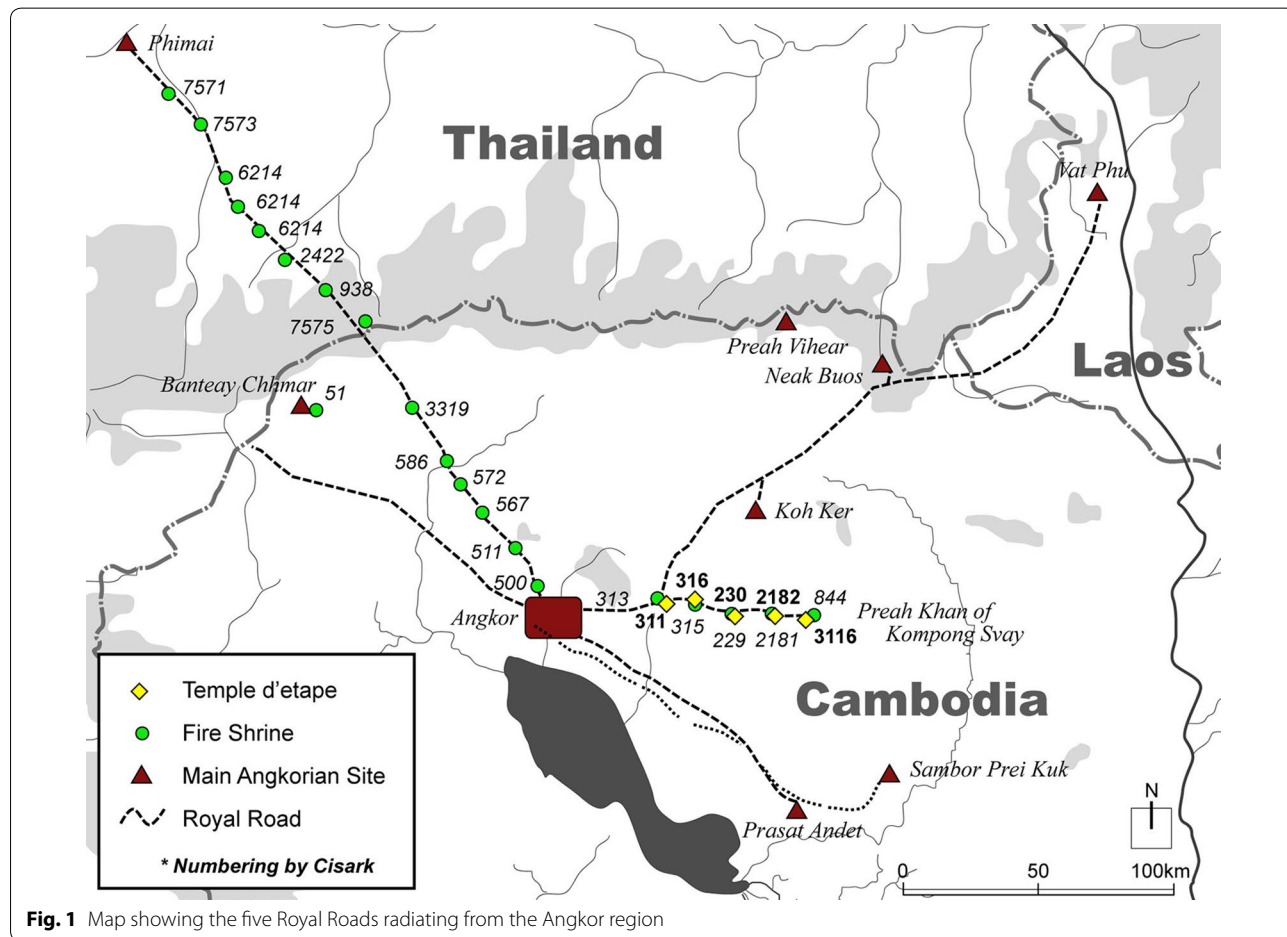 Phimai
7571
7573
Thailand
6214
6214
6214
2422
938
7575
Vat Phu
Preah Vihear
Neak Buos
Laos
Banteay Chhmar
51
3319
586
572
567
511
500
Koh Ker
Angkor
313
316
311
315
230
229
2182
2181
844
3116
Preah Khan of
Kompong Svay
Cambodia
Sambor Prei Kuk
Prasat Andet
Temple d'etape
Fire Shrine
Main Angkorian Site
Royal Road
* Numbering by Cisark
N
0 50 100km
Fig. 1 Map showing the five Royal Roads radiating from the Angkor region